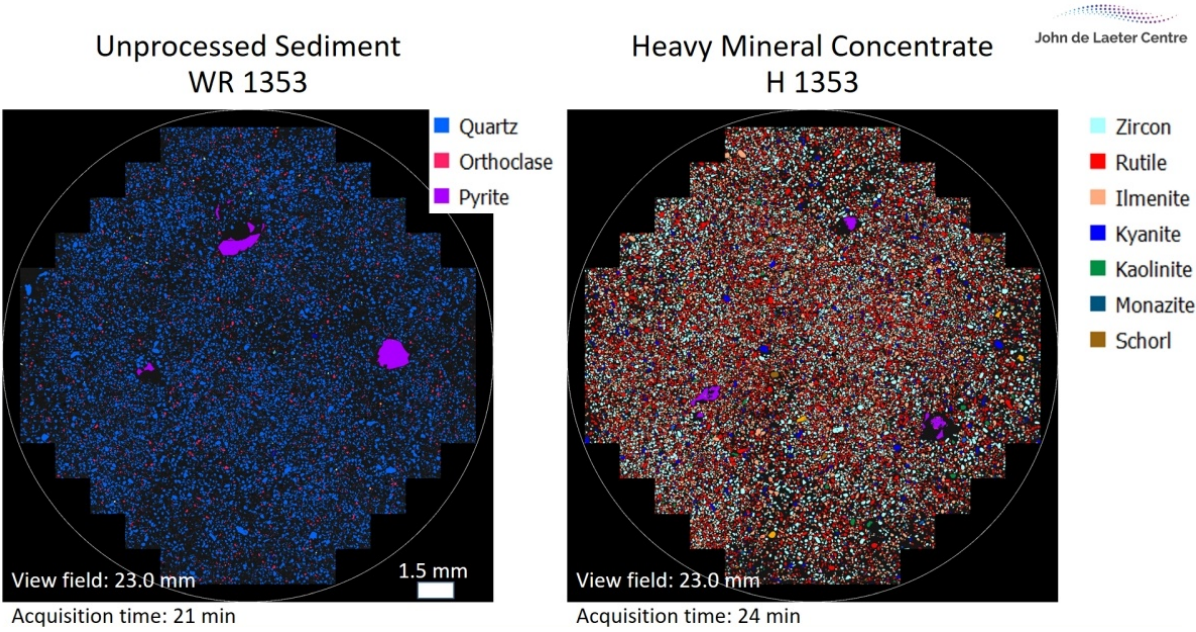 John de Laeter Centre
Unprocessed Sediment
WR 1353
Heavy Mineral Concentrate
H 1353
Quartz
Orthoclase
Pyrite
View field: 23.0 mm
1.5 mm
Acquisition time: 21 min
Zircon
Rutile
Ilmenite
Kyanite
Kaolinite
Monazite
Schorl
View field: 23.0 mm
Acquisition time: 24 min